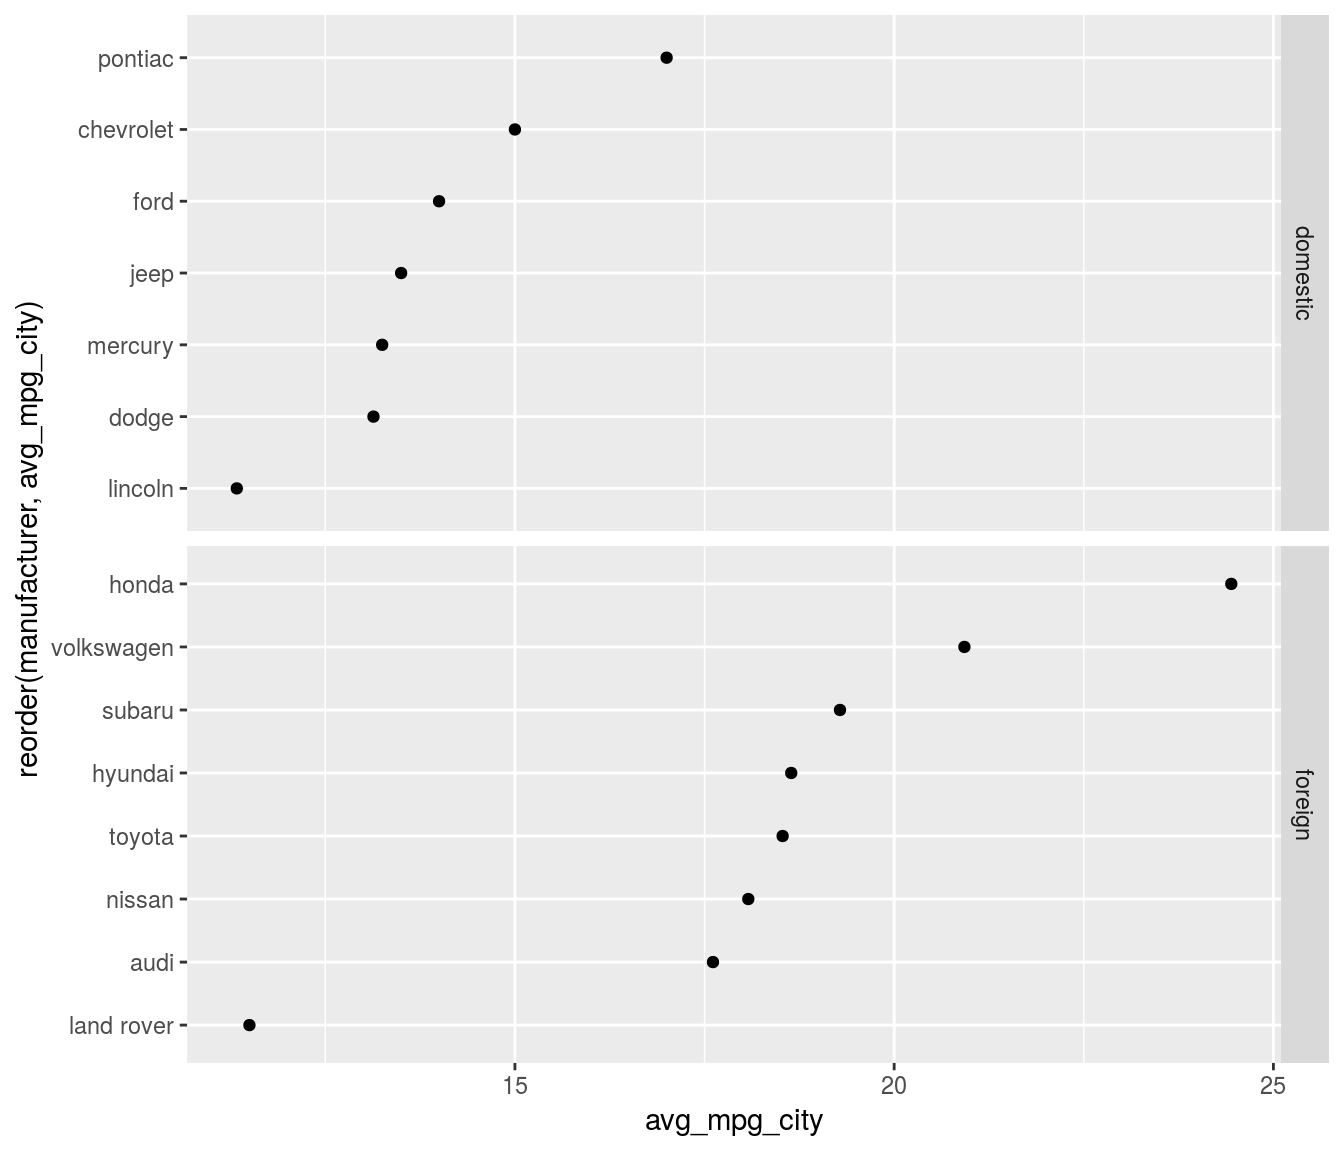 reorder(manufacturer, avg_mpg_city)
pontiac
chevrolet
ford
jeep
mercury
dodge
lincoln
domestic
honda
volkswagen
subaru
hyundai
toyota
nissan
audi
land rover
foreign
15 20 25
avg_mpg_city